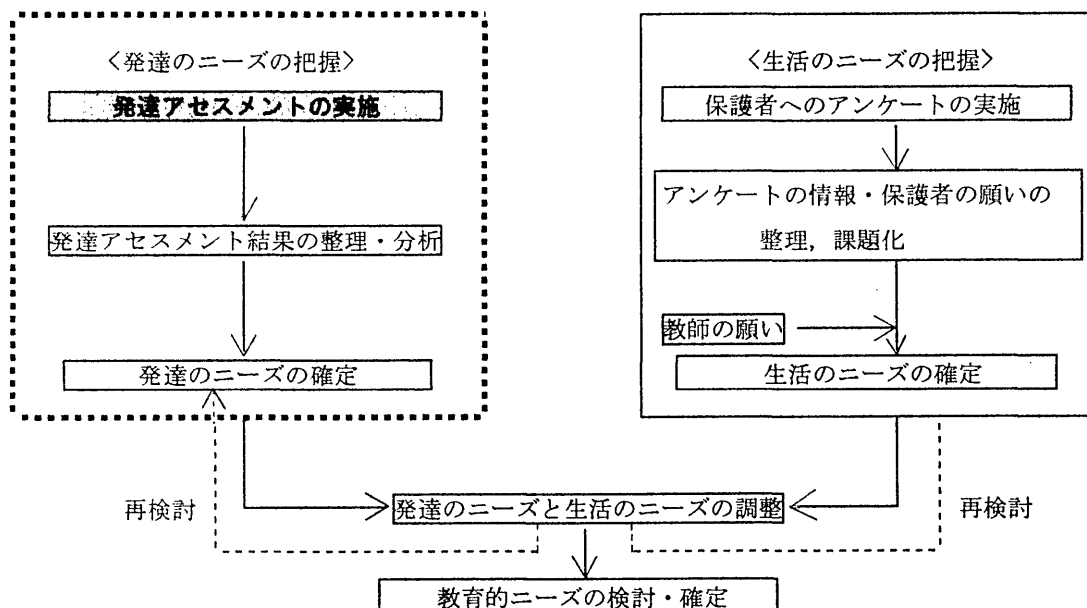 〈発達のニーズの把握〉
発達アセスメントの実施
発達アセスメント結果の整理・分析
発達のニーズの確定
〈生活のニーズの把握〉
保護者へのアンケートの実施
アンケートの情報・保護者の願いの
整理，課題化
教師の願い
生活のニーズの確定
再検討
発達のニーズと生活のニーズの調整
再検討
教育的ニーズの検討・確定